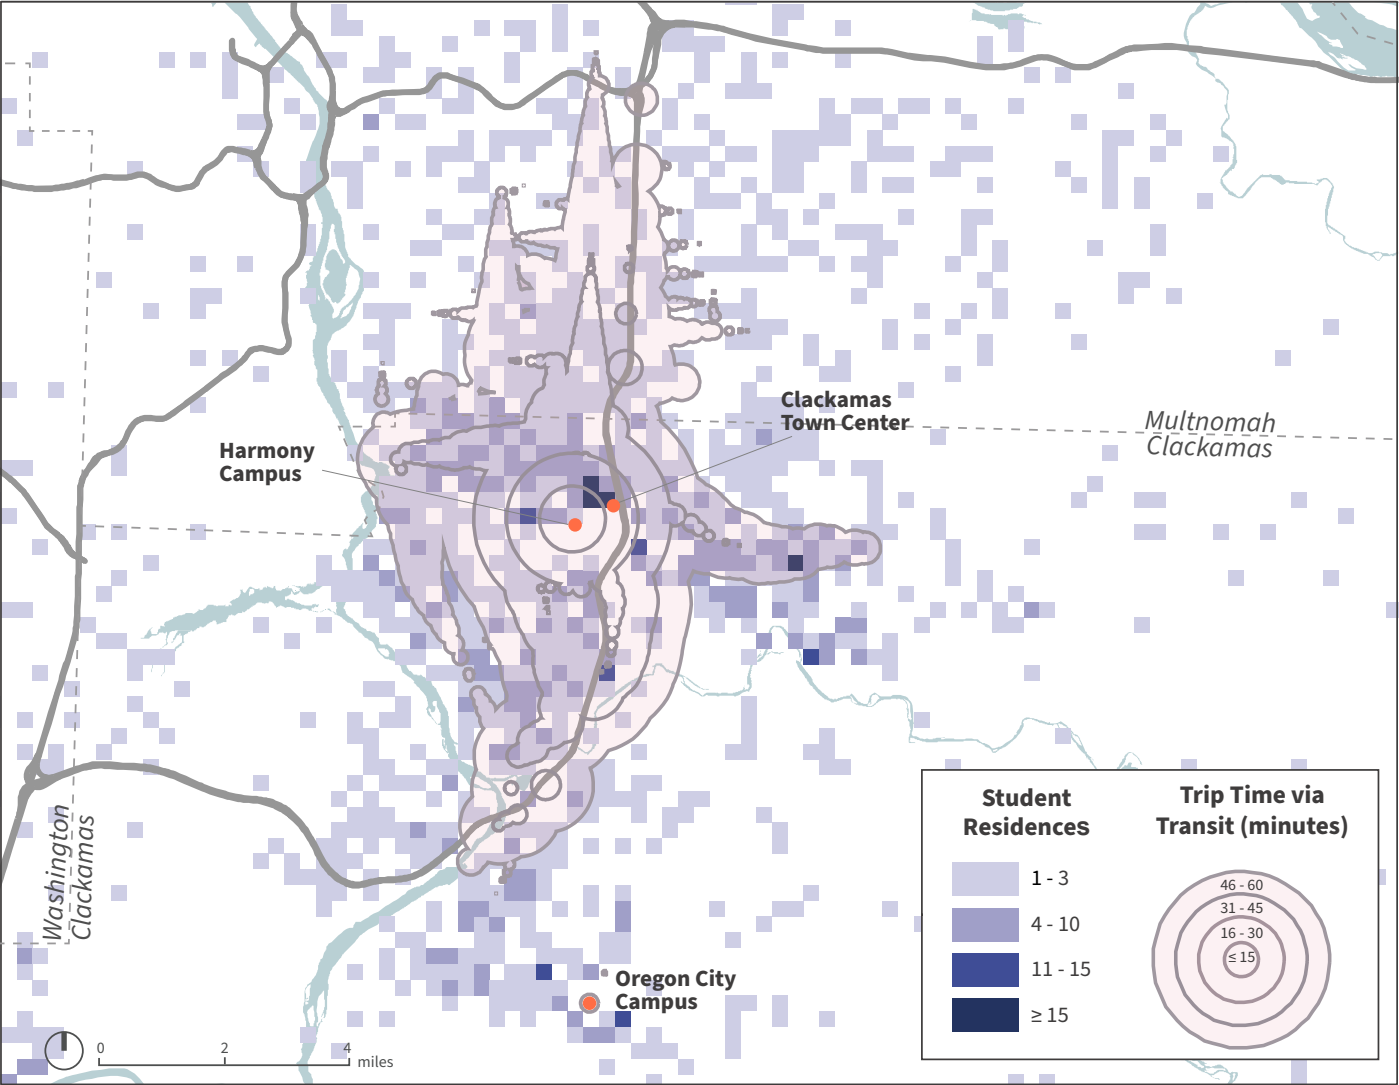 Clackamas
Town Center
Multnomah
Clackamas
Harmony
Campus
Washington
Clackamas
Oregon City
Campus
0 2 4 miles
Student
Residences
1 - 3
4 - 10
11 - 15
≥ 15
Trip Time via
Transit (minutes)
46 - 60
31 - 45
16 - 30
≤ 15